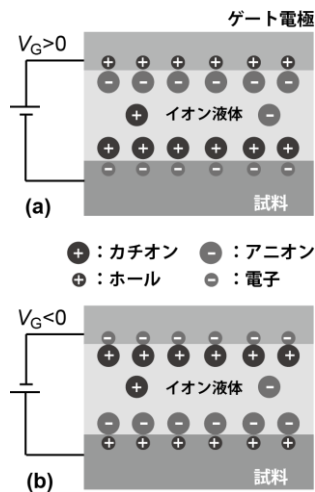 ゲート電極
VG>0
イオン液体
試料
(a)
+：カチオン -：アニオン
+：ホール -：電子
VG<0
イオン液体
試料
(b)